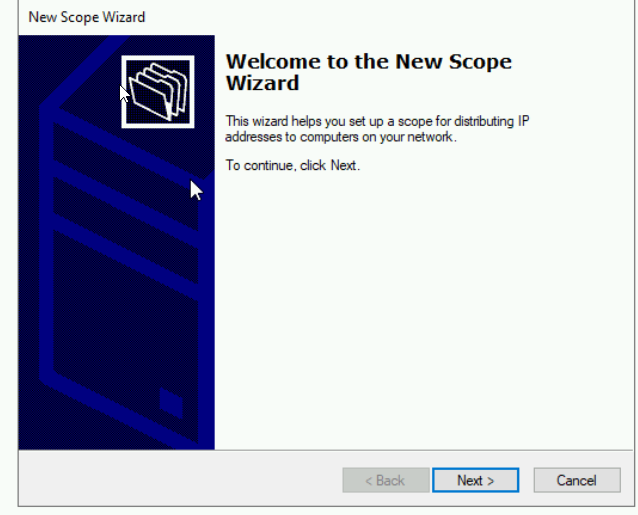 New Scope Wizard
Welcome to the New Scope
Wizard
This wizard helps you set up a scope for distributing IP
addresses to computers on your network.
To continue, click Next.
< Back
Next >
Cancel